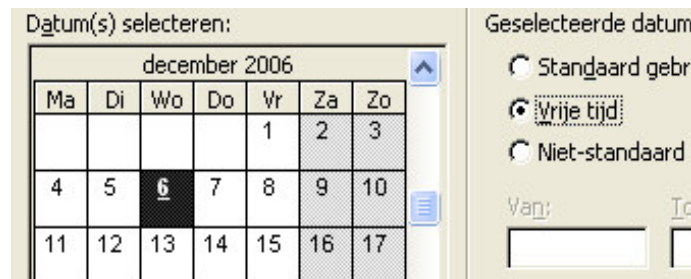 Datum(s) selecteren:
december 2006
Ma Di Wo Do Vr Za Zo
1 2 3
4 5 6 7 8 9 10
11 12 13 14 15 16 17
Geselecteerde datum
Standaard gebr
Vrije tijd
Niet-standaard
Van: To